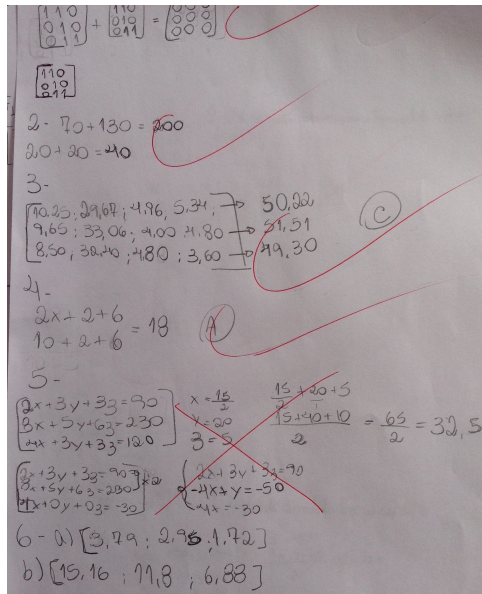 [110 010 011] + [110 010 011] = [000 000 000]
[110 010 011]
2- 70+130=200
20+20=40
3-
[10,25; 29,67; 4,96, 5,34; → 50,22
9,65; 33,06; 4,00 4,80 → 51,51 C
8,50; 32,40; 4,80; 3,60] → 49,30
4-
2x+2+6
10+2+6 = 18 A
5-
2x+3y+3z=90 x=15/2 15/2+20+5
3x+5y+6z=230 y=20 15+40+10/2 = 65/2 = 32,5
4x+3y+3z=120 z=5
2x+3y+3z=90 2x+3y+3z=90
3x+5y+6z=230 x2 -4x+y=-50
4x+0y+0z=-30 4x=-30
6-a) [3,79; 2,95; 1,72]
b) [15,16; 11,8; 6,88]